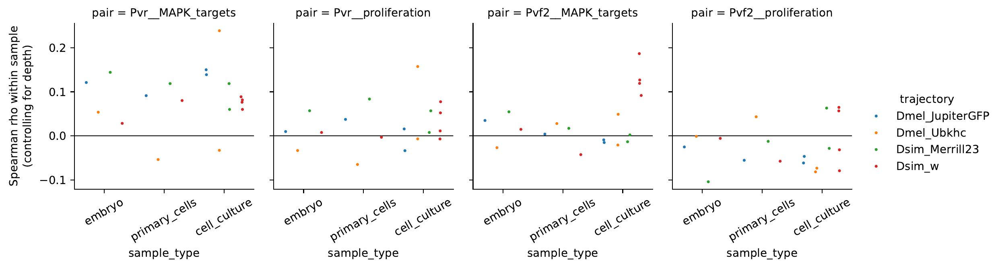 pair = Pvr__MAPK_targets
pair = Pvr__proliferation
pair = Pvf2__MAPK_targets
pair = Pvf2__proliferation
Spearman rho within sample
(controlling for depth)
0.2
0.1
0.0
−0.1
embryo
primary_cells
cell_culture
embryo
primary_cells
cell_culture
embryo
primary_cells
cell_culture
embryo
primary_cells
cell_culture
sample_type
sample_type
sample_type
sample_type
trajectory
Dmel_JupiterGFP
Dmel_Ubkhc
Dsim_Merrill23
Dsim_w